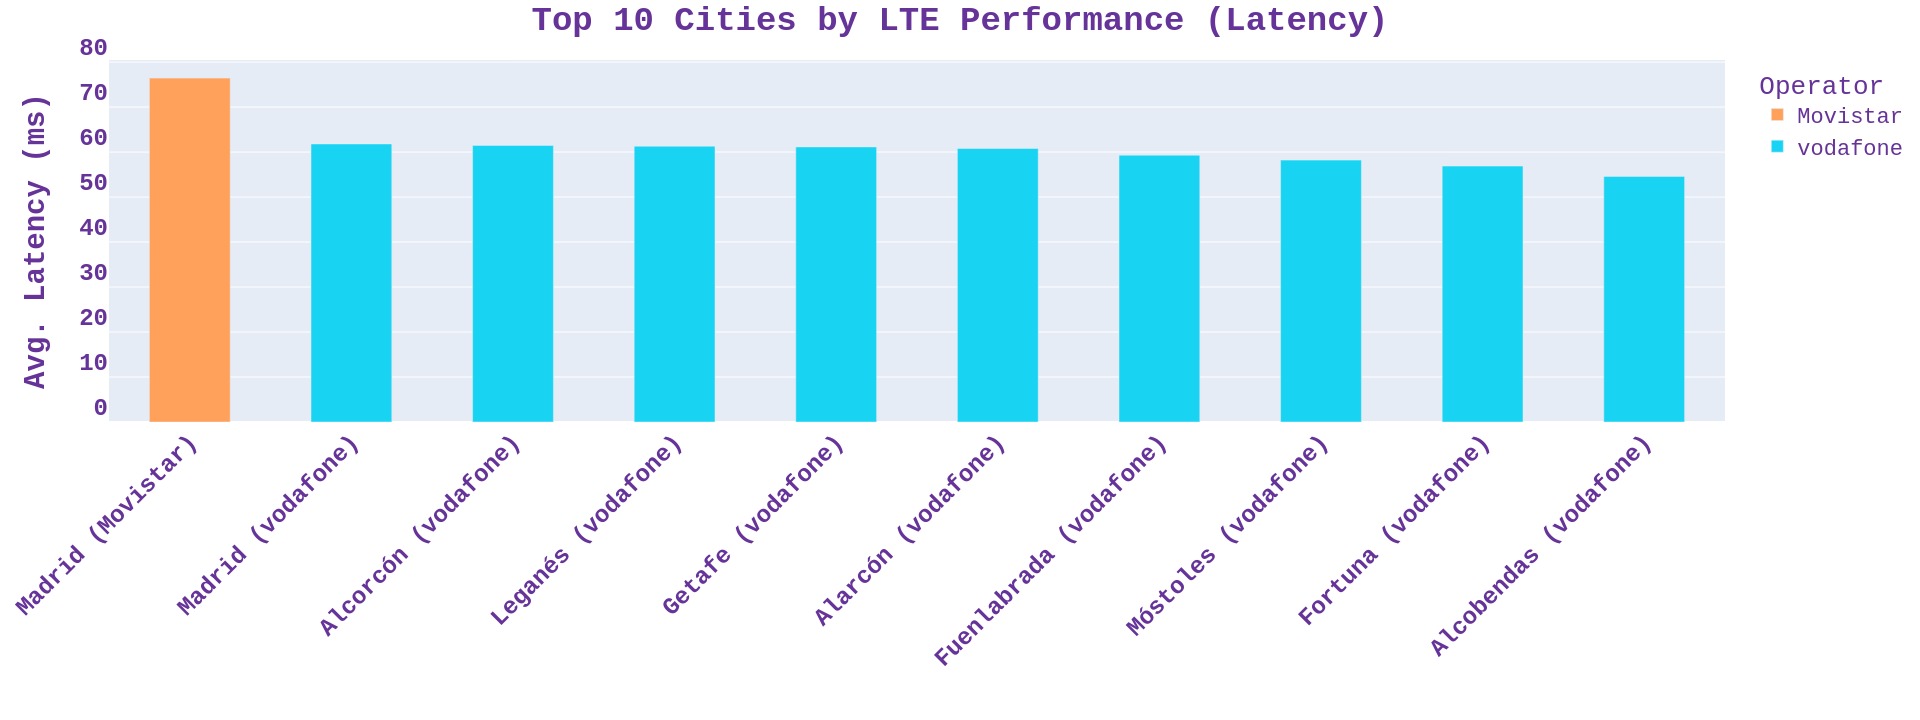 Top 10 Cities by LTE Performance (Latency)
Avg. Latency (ms)
80
70
60
50
40
30
20
10
0
Madrid (Movistar)
Madrid (vodafone)
Alcorcón (vodafone)
Leganés (vodafone)
Getafe (vodafone)
Alarcón (vodafone)
Fuenlabrada (vodafone)
Móstoles (vodafone)
Fortuna (vodafone)
Alcobendas (vodafone)
Operator
Movistar
vodafone